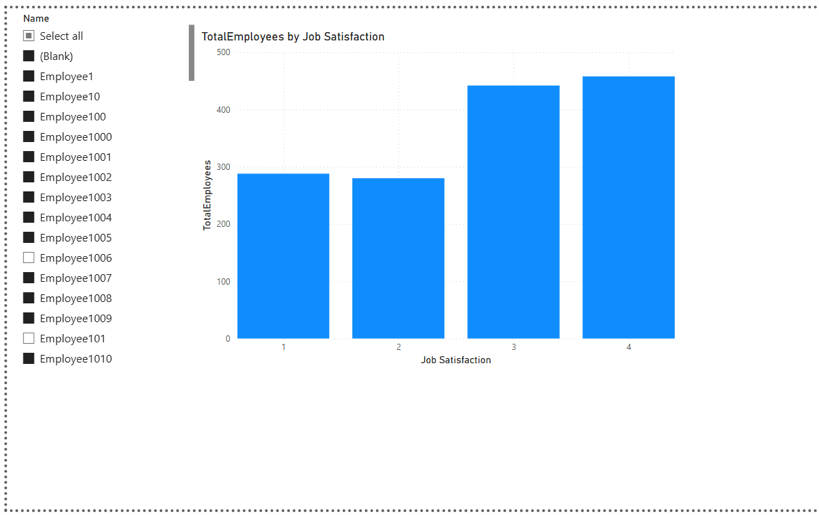 Name
Select all
(Blank)
Employee1
Employee10
Employee100
Employee1000
Employee1001
Employee1002
Employee1003
Employee1004
Employee1005
Employee1006
Employee1007
Employee1008
Employee1009
Employee101
Employee1010
TotalEmployees by Job Satisfaction
500
400
300
200
100
0
TotalEmployees
1 2 3 4
Job Satisfaction